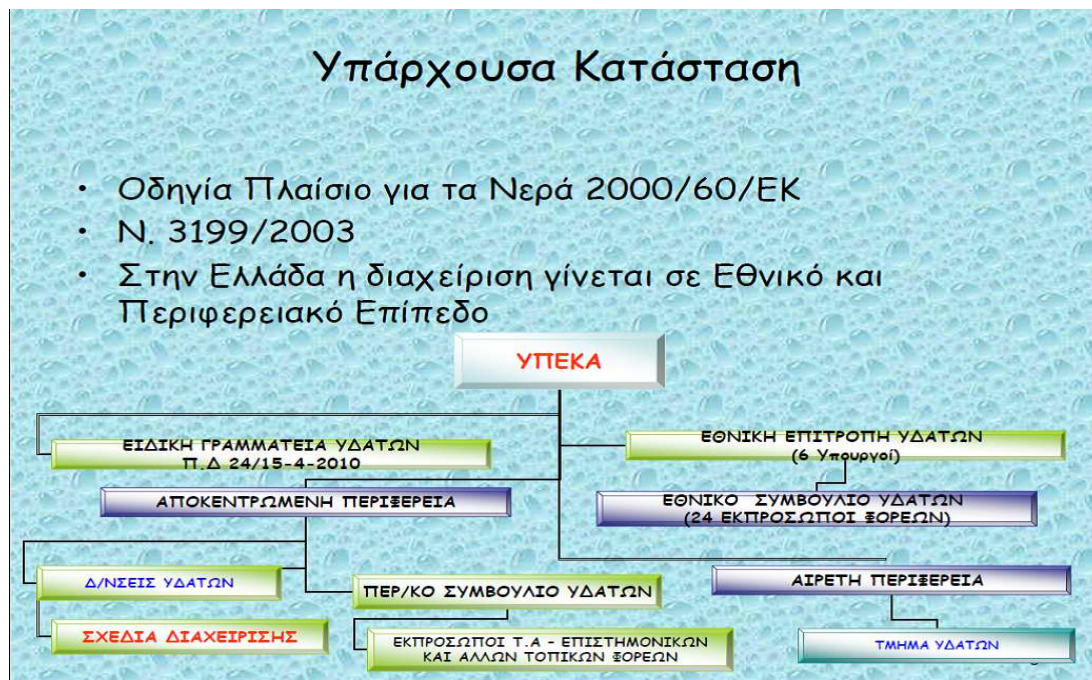 Υπάρχουσα Κατάσταση
• Οδηγία Πλαίσιο για τα Νερά 2000/60/ΕΚ
• Ν. 3199/2003
• Στην Ελλάδα η διαχείριση γίνεται σε Εθνικό και
Περιφερειακό Επίπεδο
ΥΠΕΚΑ
ΕΙΔΙΚΗ ΓΡΑΜΜΑΤΕΙΑ ΥΔΑΤΩΝ
Π.Δ 24/15-4-2010
ΕΘΝΙΚΗ ΕΠΙΤΡΟΠΗ ΥΔΑΤΩΝ
(6 Υπουργοί)
ΑΠΟΚΕΝΤΡΩΜΕΝΗ ΠΕΡΙΦΕΡΕΙΑ
ΕΘΝΙΚΟ ΣΥΜΒΟΥΛΙΟ ΥΔΑΤΩΝ
(24 ΕΚΠΡΟΣΩΠΟΙ ΦΟΡΕΩΝ)
Δ/ΝΣΕΙΣ ΥΔΑΤΩΝ
ΠΕΡ/ΚΟ ΣΥΜΒΟΥΛΙΟ ΥΔΑΤΩΝ
ΑΙΡΕΤΗ ΠΕΡΙΦΕΡΕΙΑ
ΣΧΕΔΙΑ ΔΙΑΧΕΙΡΙΣΗΣ
ΕΚΠΡΟΣΩΠΟΙ Τ.Α - ΕΠΙΣΤΗΜΟΝΙΚΩΝ
ΚΑΙ ΑΛΛΩΝ ΤΟΠΙΚΩΝ ΦΟΡΕΩΝ
ΤΜΗΜΑ ΥΔΑΤΩΝ